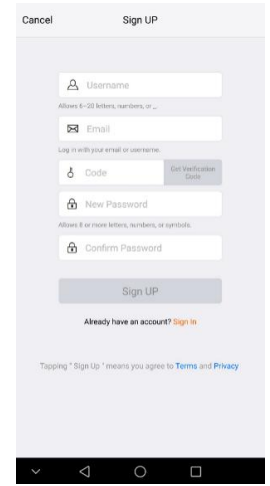 Cancel Sign UP
Username
Allows 6-20 letters, numbers, or _.
Email
Log in with your email or username.
Code Get Verification
Code
New Password
Allows 8 or more letters, numbers, or symbols.
Confirm Password
Sign UP
Already have an account? Sign In
Tapping " Sign Up " means you agree to Terms and Privacy